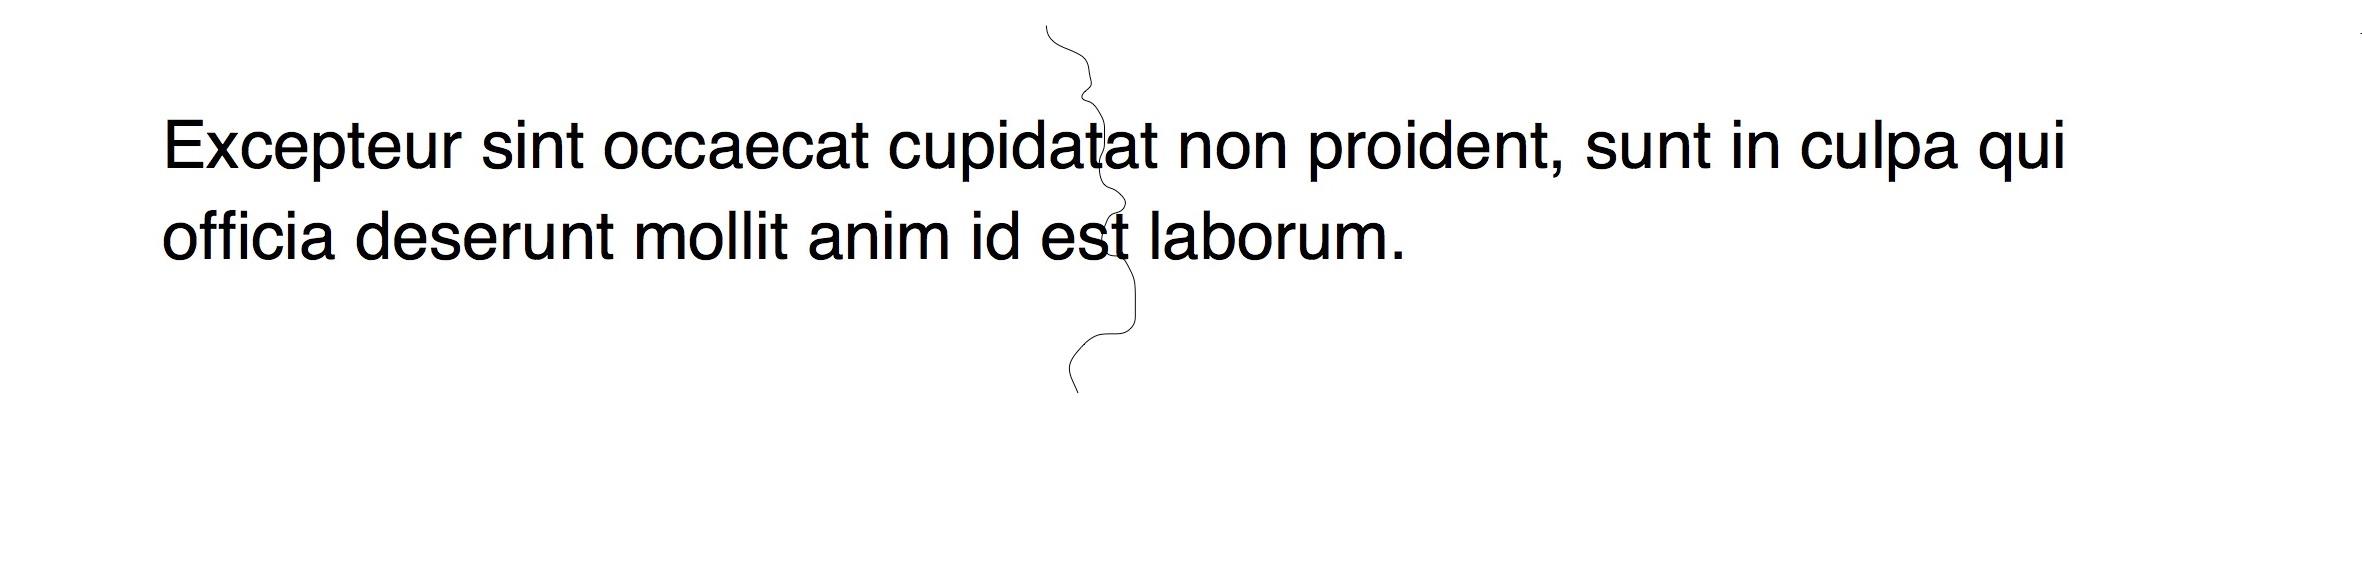 Excepteur sint occaecat cupidatat non proident, sunt in culpa qui
officia deserunt mollit anim id est laborum.